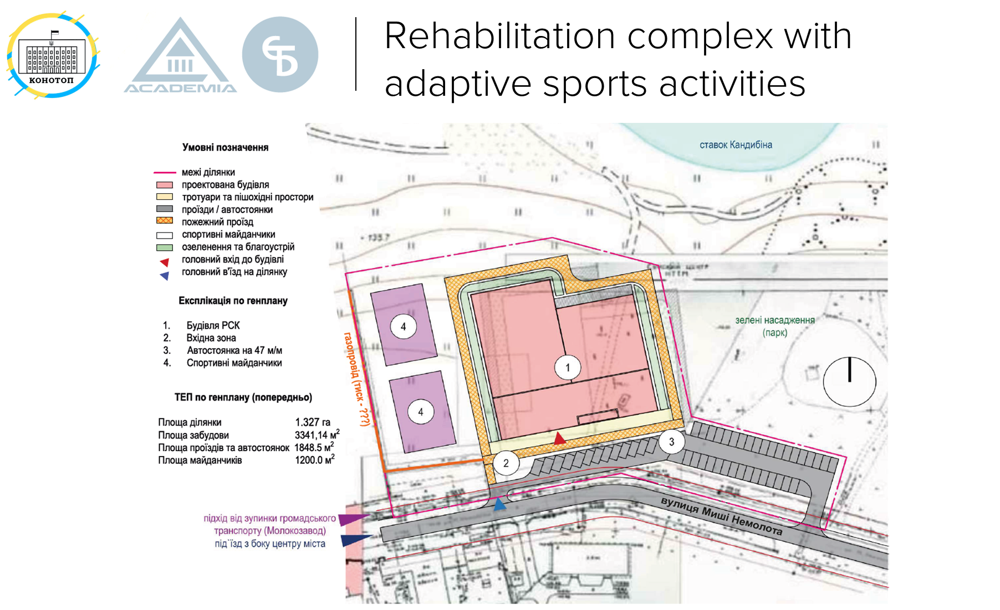 КОНОТОП
ACADEMIA
Rehabilitation complex with
adaptive sports activities
Умовні позначення
межі ділянки
проектована будівля
тротуари та пішохідні простори
проїзди / автостоянки
пожежний проїзд
спортивні майданчики
озеленення та благоустрій
головний вхід до будівлі
головний в'їзд на ділянку
Експлікація по генплану
1. Будівля РСК
2. Вхідна зона
3. Автостоянка на 47 м/м
4. Спортивні майданчики
ТЕП по генплану (попередньо)
Площа ділянки 1.327 га
Площа забудови 3341,14 м²
Площа проїздів та автостоянок 1848.5 м²
Площа майданчиків 1200.0 м²
підхід від зупинки громадського
транспорту (Молокозавод)
під`їзд з боку центру міста
ставок Кандибіна
135.7
зелені насадження
(парк)
газопровід (тиск - ???)
4
4
1
2
3
вулиця Миші Немолота